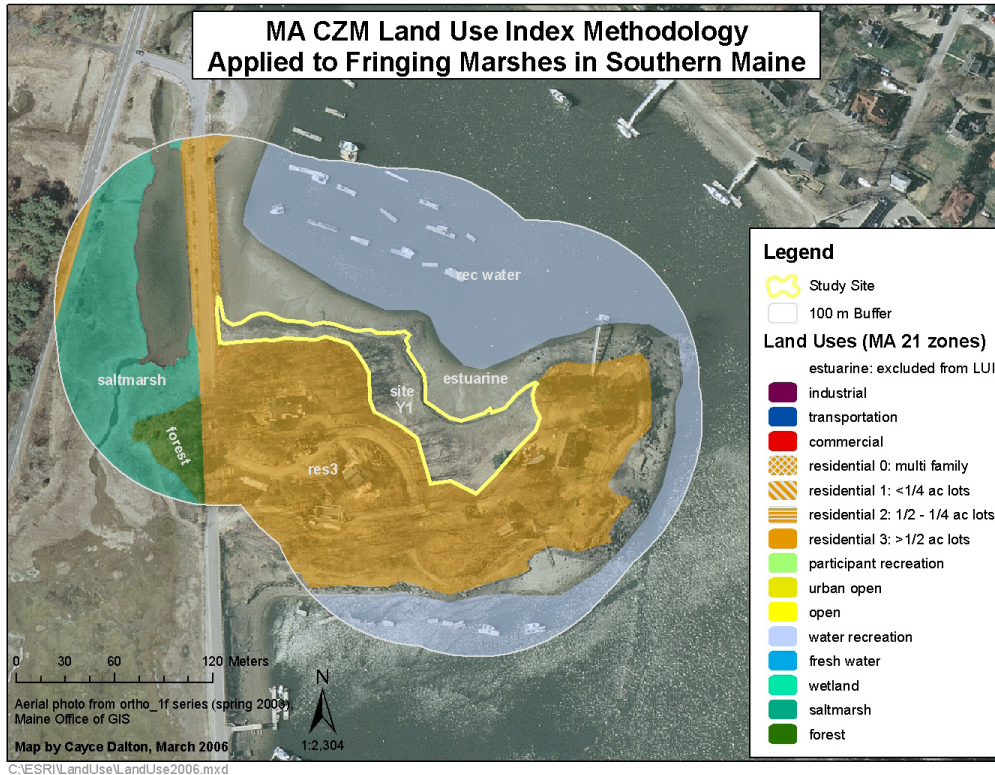 MA CZM Land Use Index Methodology
Applied to Fringing Marshes in Southern Maine
rec water
saltmarsh
estuarine
site
Y1
forest
res3
Legend
Study Site
100 m Buffer
Land Uses (MA 21 zones)
estuarine: excluded from LUI
industrial
transportation
commercial
residential 0: multi family
residential 1: <1/4 ac lots
residential 2: 1/2 - 1/4 ac lots
residential 3: >1/2 ac lots
participant recreation
urban open
open
water recreation
fresh water
wetland
saltmarsh
forest
0 30 60 120 Meters
Aerial photo from ortho_1f series (spring 2003),
Maine Office of GIS
Map by Cayce Dalton, March 2006
N
1:2,304
C:\ESRI\LandUse\LandUse2006.mxd